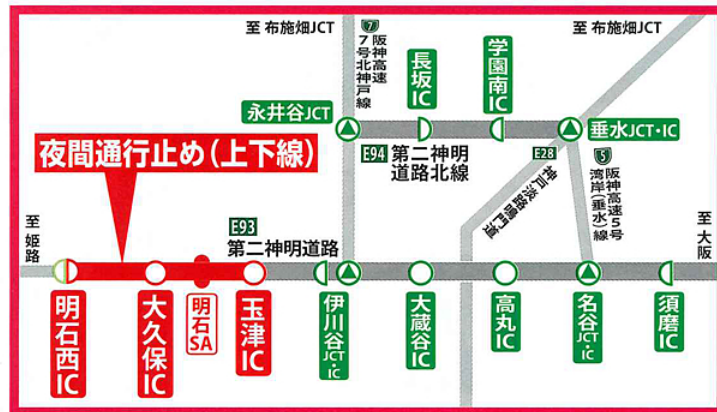 至 布施畑JCT
7
阪神高速
7号北神戸線
至 布施畑JCT
長坂IC
学園南IC
永井谷JCT
垂水JCT・IC
夜間通行止め(上下線)
E94 第二神明
道路北線
E28
神戸淡路鳴門道
5
阪神高速5号
湾岸(垂水)線
至 姫路
E93
第二神明道路
至 大阪
明石西IC
大久保IC
明石SA
玉津IC
伊川谷JCT・IC
大蔵谷IC
高丸IC
名谷JCT・IC
須磨IC